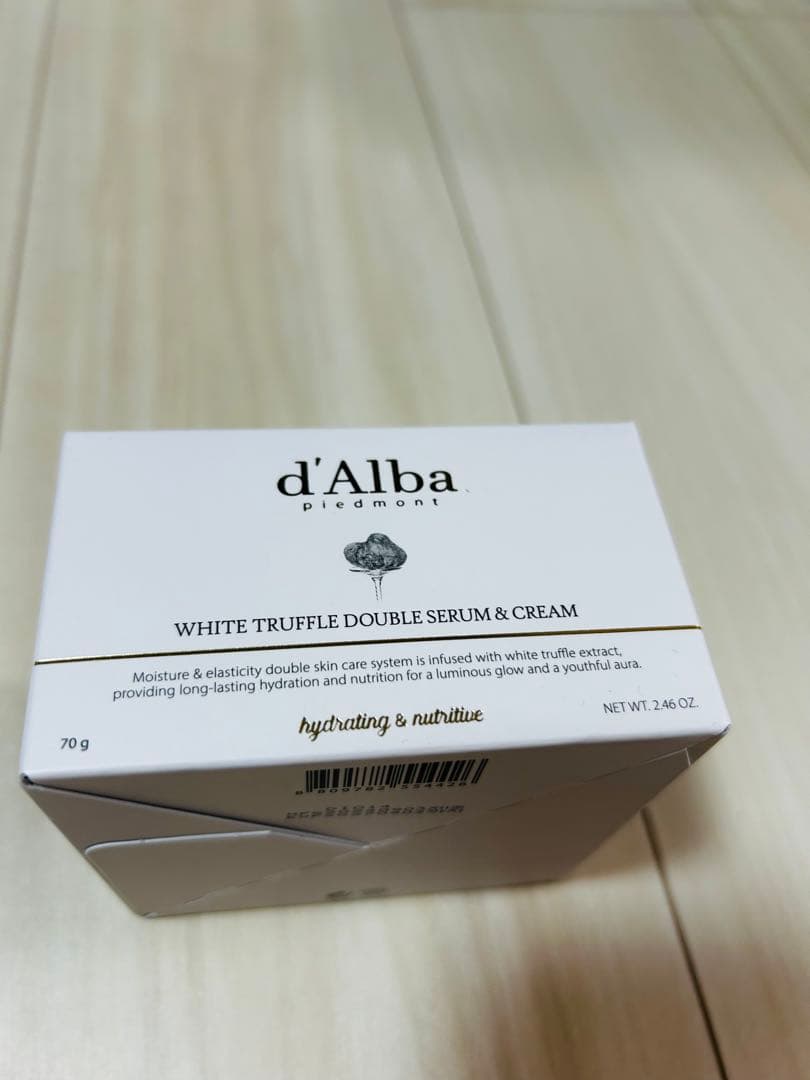 d'Alba
piedmont
WHITE TRUFFLE DOUBLE SERUM & CREAM
Moisture & elasticity double skin care system is infused with white truffle extract,
providing long-lasting hydration and nutrition for a luminous glow and a youthful aura.
hydrating & nutritive
70 g
NET WT. 2.46 OZ.